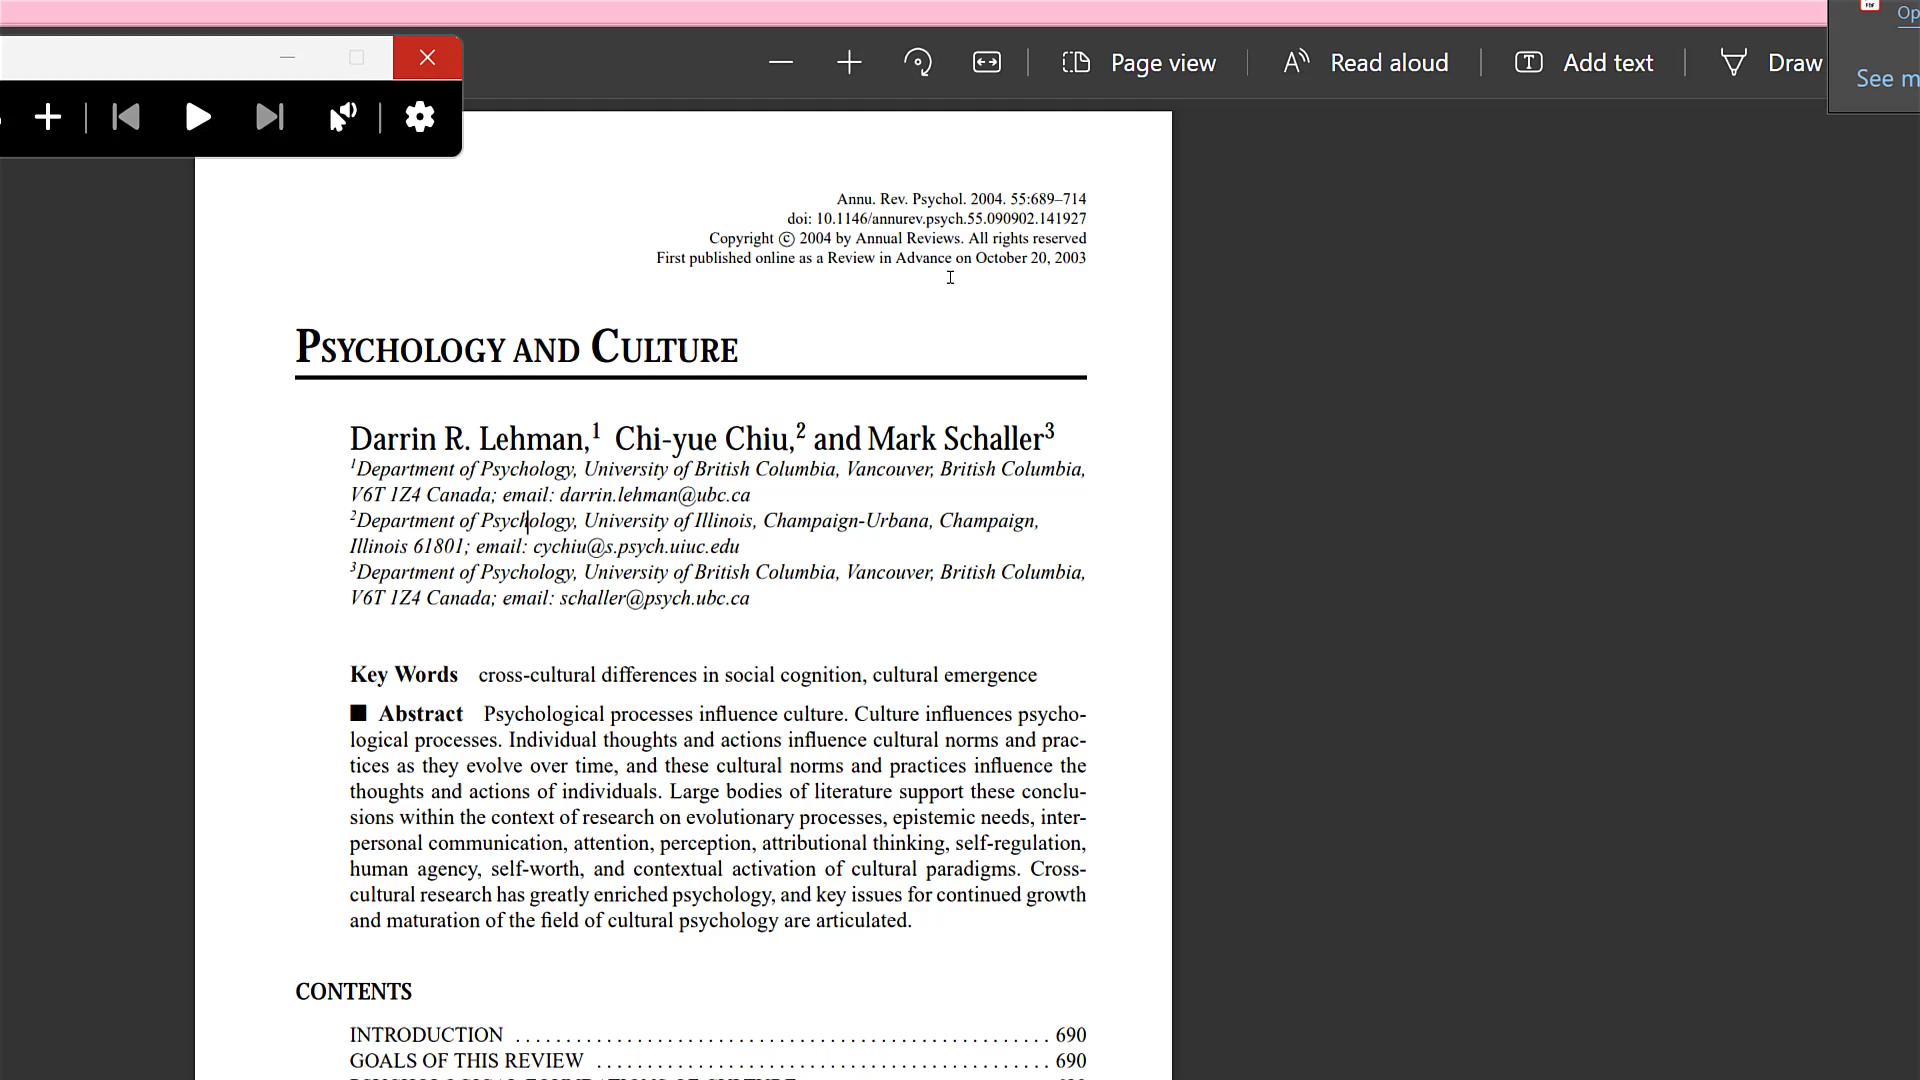 Page view
Read aloud
Add text
Draw
Op
See m
Annu. Rev. Psychol. 2004. 55:689–714
doi: 10.1146/annurev.psych.55.090902.141927
Copyright © 2004 by Annual Reviews. All rights reserved
First published online as a Review in Advance on October 20, 2003
PSYCHOLOGY AND CULTURE
Darrin R. Lehman,1 Chi-yue Chiu,2 and Mark Schaller3
1Department of Psychology, University of British Columbia, Vancouver, British Columbia,
V6T 1Z4 Canada; email: darrin.lehman@ubc.ca
2Department of Psychology, University of Illinois, Champaign-Urbana, Champaign,
Illinois 61801; email: cychiu@s.psych.uiuc.edu
3Department of Psychology, University of British Columbia, Vancouver, British Columbia,
V6T 1Z4 Canada; email: schaller@psych.ubc.ca
Key Words cross-cultural differences in social cognition, cultural emergence
■ Abstract Psychological processes influence culture. Culture influences psycho-
logical processes. Individual thoughts and actions influence cultural norms and prac-
tices as they evolve over time, and these cultural norms and practices influence the
thoughts and actions of individuals. Large bodies of literature support these conclu-
sions within the context of research on evolutionary processes, epistemic needs, inter-
personal communication, attention, perception, attributional thinking, self-regulation,
human agency, self-worth, and contextual activation of cultural paradigms. Cross-
cultural research has greatly enriched psychology, and key issues for continued growth
and maturation of the field of cultural psychology are articulated.
CONTENTS
INTRODUCTION . . . . . . . . . . . . . . . . . . . . . . . . . . . . . . . . . . . . . . . . . . . . . . . . . . . . . 690
GOALS OF THIS REVIEW . . . . . . . . . . . . . . . . . . . . . . . . . . . . . . . . . . . . . . . . . . . . . 690